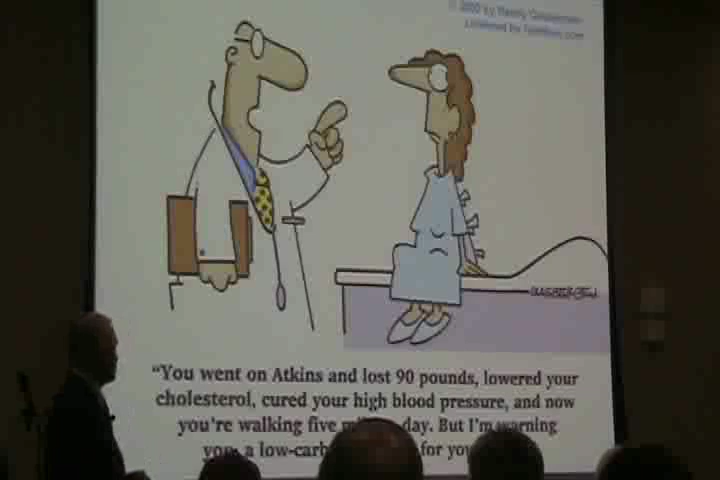 by
“You went on Atkins and lost 90 pounds, lowered your
cholesterol, cured your high blood pressure, and now
you’re walking five day. But I’m warning
you, a low-carb for